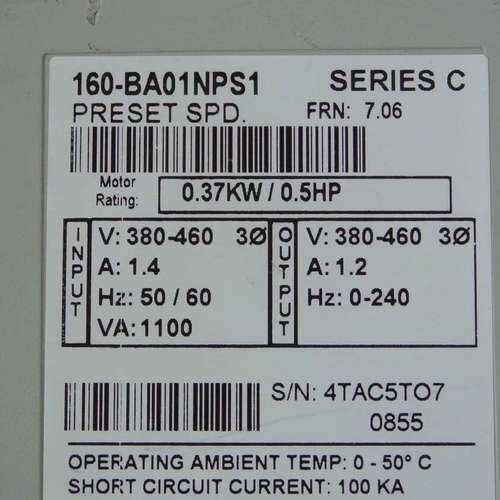 160-BA01NPS1 SERIES C
PRESET SPD. FRN: 7.06
Motor Rating: 0.37KW / 0.5HP
INPUT
V: 380-460 3Ø
A: 1.4
Hz: 50 / 60
VA: 1100
OUTPUT
V: 380-460 3Ø
A: 1.2
Hz: 0-240
S/N: 4TAC5TO7
0855
OPERATING AMBIENT TEMP: 0 - 50° C
SHORT CIRCUIT CURRENT: 100 KA